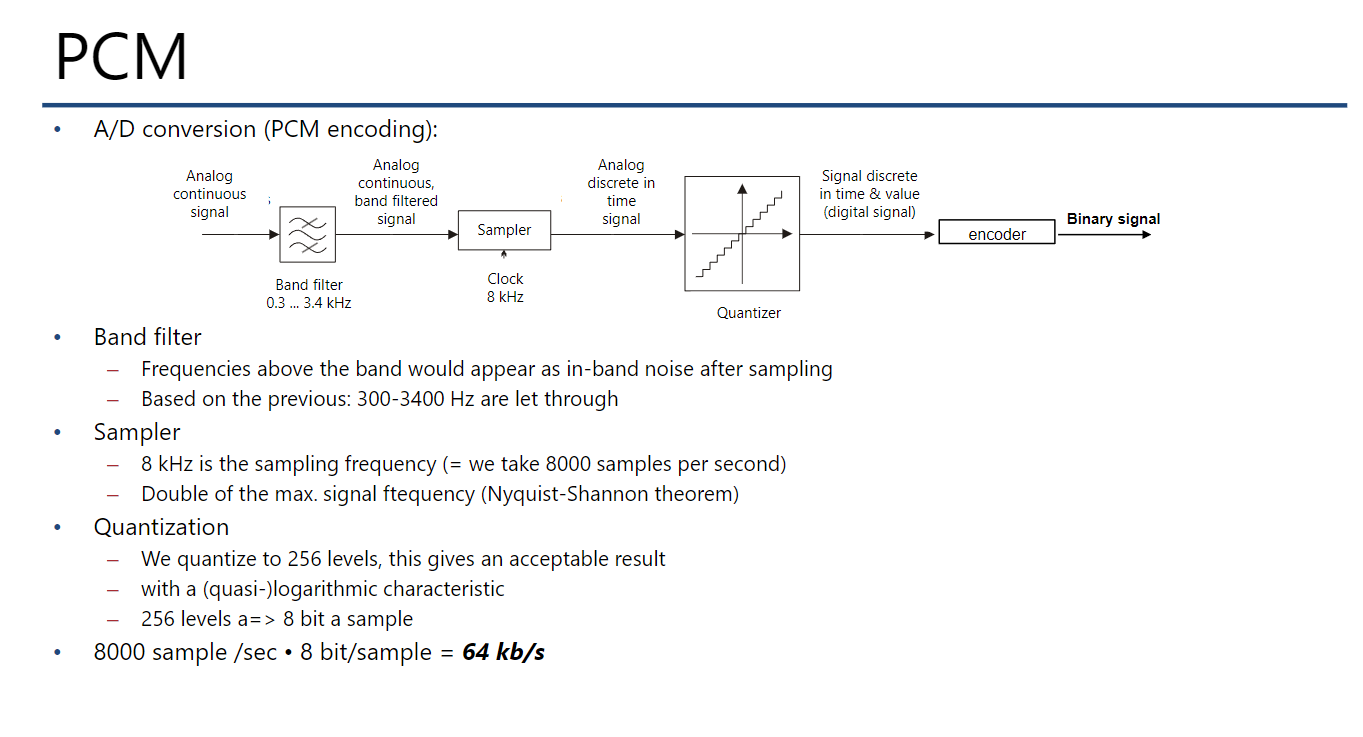 PCM
• A/D conversion (PCM encoding):
Analog
continuous
signal
Analog
continuous,
band filtered
signal
Analog
discrete in
time
signal
Signal discrete
in time & value
(digital signal)
Binary signal
Sampler
encoder
Band filter
0.3 ... 3.4 kHz
Clock
8 kHz
Quantizer
• Band filter
– Frequencies above the band would appear as in-band noise after sampling
– Based on the previous: 300-3400 Hz are let through
• Sampler
– 8 kHz is the sampling frequency (= we take 8000 samples per second)
– Double of the max. signal ftequency (Nyquist-Shannon theorem)
• Quantization
– We quantize to 256 levels, this gives an acceptable result
– with a (quasi-)logarithmic characteristic
– 256 levels a=> 8 bit a sample
• 8000 sample /sec • 8 bit/sample = 64 kb/s